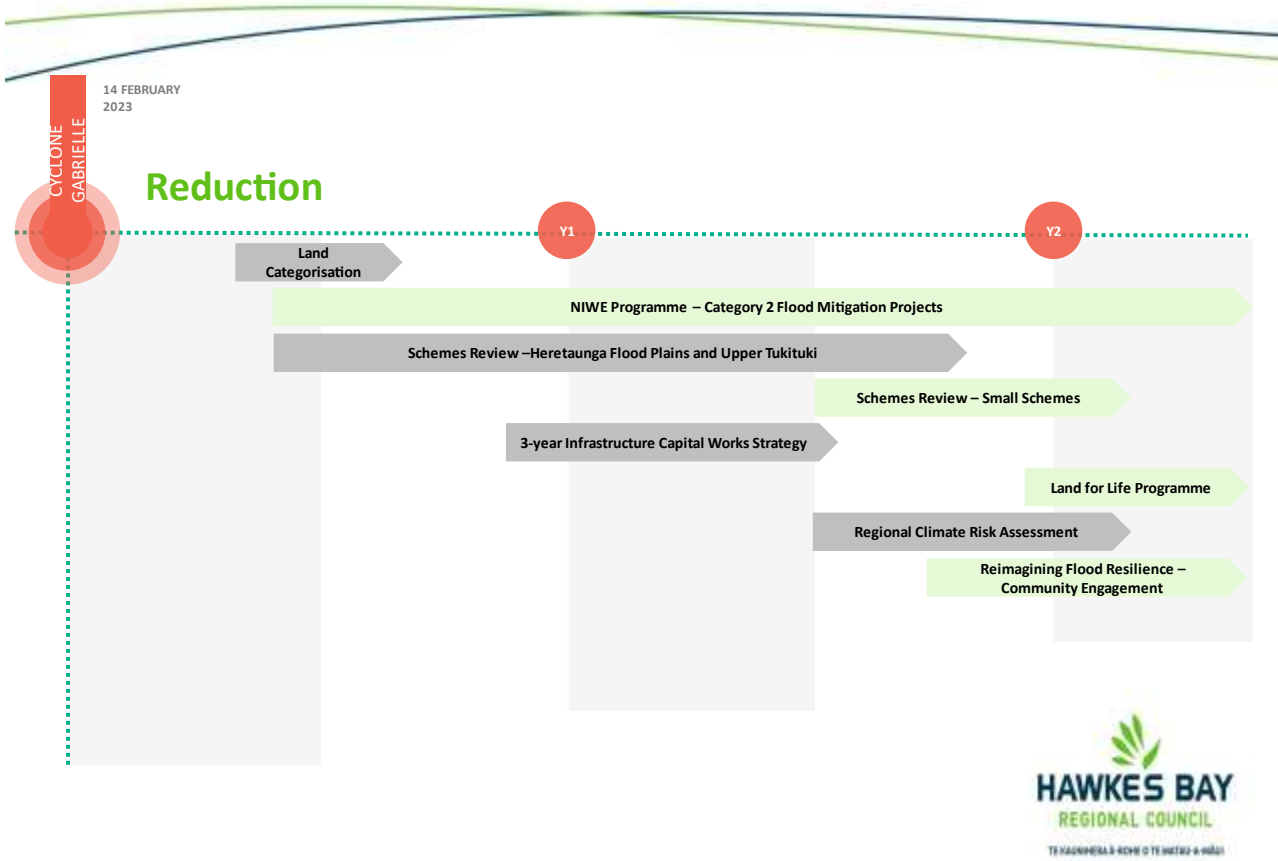 14 FEBRUARY
2023
CYCLONE
GABRIELLE
Reduction
Y1
Y2
Land
Categorisation
NIWE Programme – Category 2 Flood Mitigation Projects
Schemes Review –Heretaunga Flood Plains and Upper Tukituki
Schemes Review – Small Schemes
3-year Infrastructure Capital Works Strategy
Land for Life Programme
Regional Climate Risk Assessment
Reimagining Flood Resilience –
Community Engagement
HAWKES BAY
REGIONAL COUNCIL